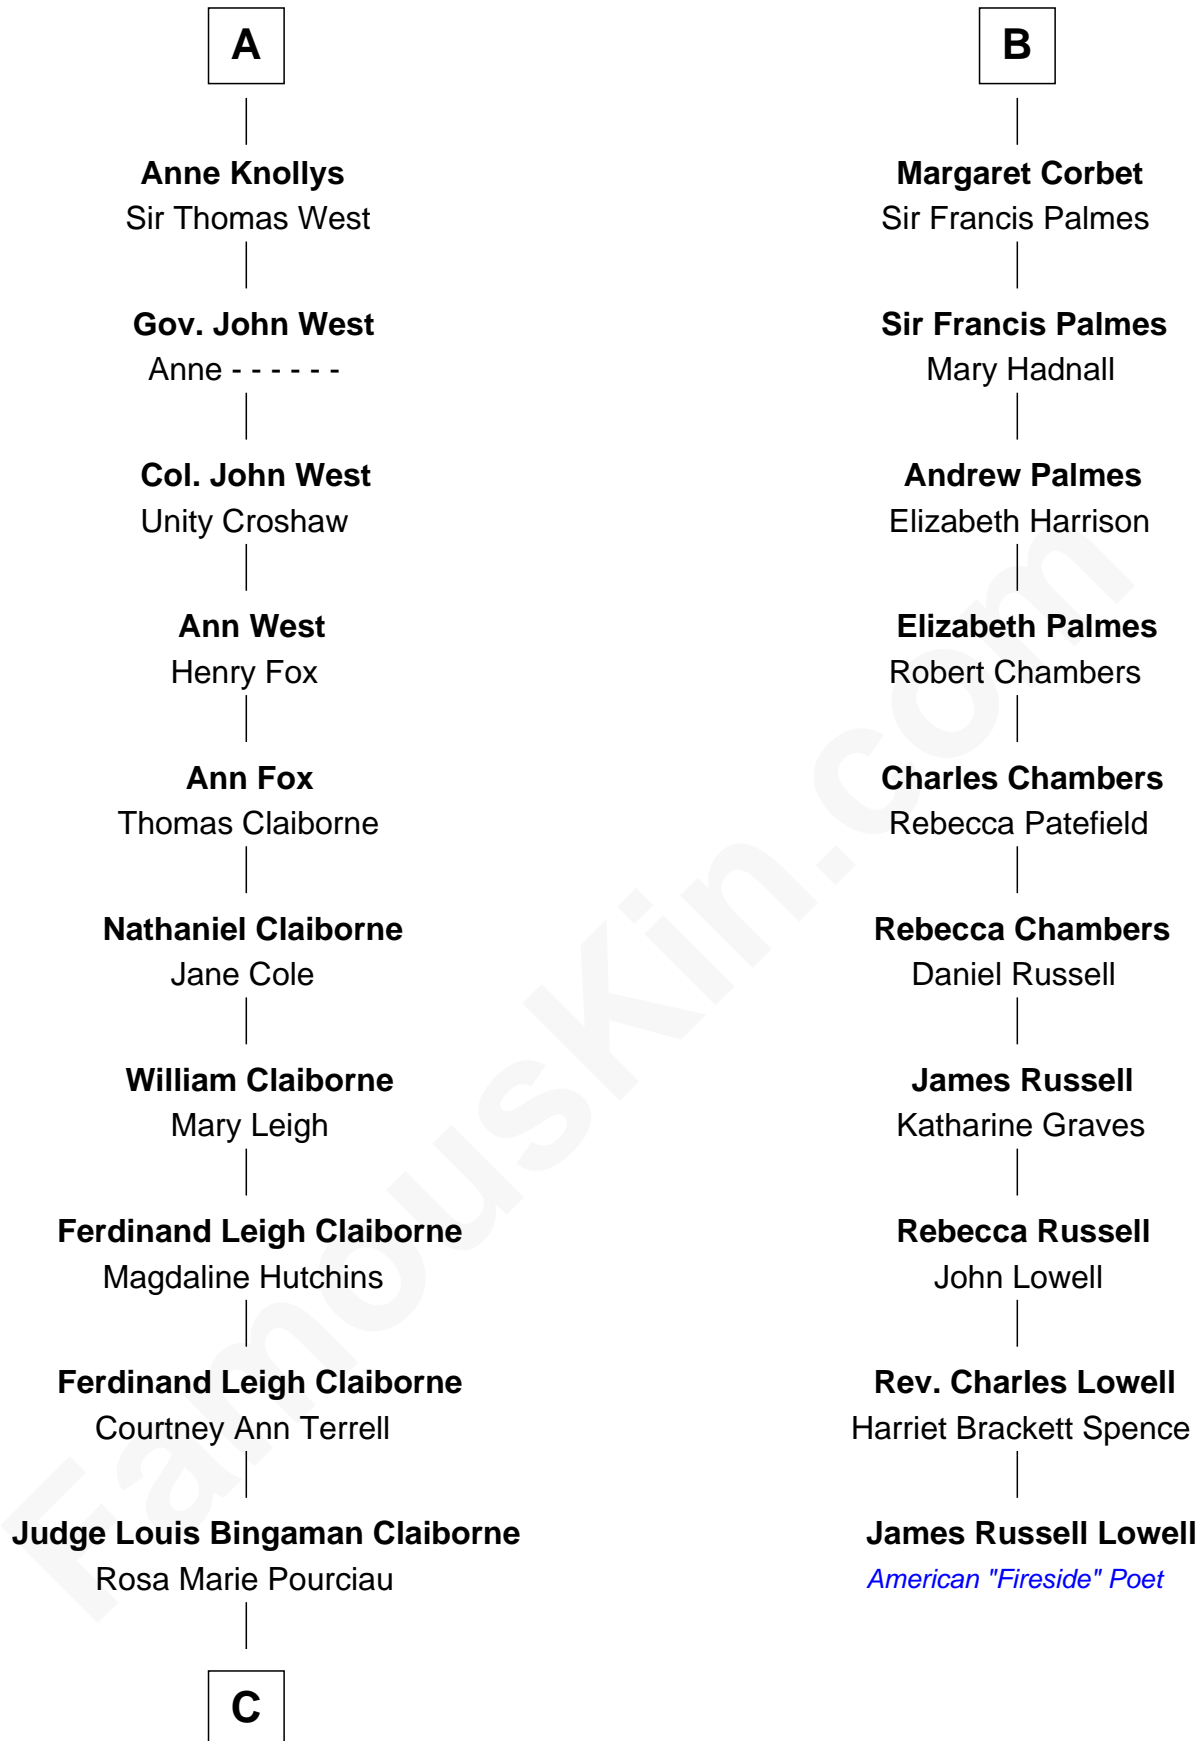 A
Anne Knollys
Sir Thomas West
Gov. John West
Anne - - - - - -
Col. John West
Unity Croshaw
Ann West
Henry Fox
Ann Fox
Thomas Claiborne
Nathaniel Claiborne
Jane Cole
William Claiborne
Mary Leigh
Ferdinand Leigh Claiborne
Magdaline Hutchins
Ferdinand Leigh Claiborne
Courtney Ann Terrell
Judge Louis Bingaman Claiborne
Rosa Marie Pourciau
C
B
Margaret Corbet
Sir Francis Palmes
Sir Francis Palmes
Mary Hadnall
Andrew Palmes
Elizabeth Harrison
Elizabeth Palmes
Robert Chambers
Charles Chambers
Rebecca Patefield
Rebecca Chambers
Daniel Russell
James Russell
Katharine Graves
Rebecca Russell
John Lowell
Rev. Charles Lowell
Harriet Brackett Spence
James Russell Lowell
American "Fireside" Poet
FamousKin.com